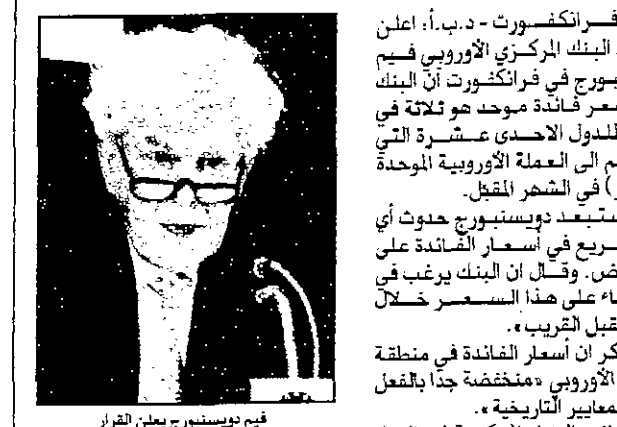 فـرانكفـورت - د.ب.أ: اعلن
البنك المركزي الأوروبي فيم
بورج في فرانكفورت أن البنك
سعر فائدة موحد هو ثلاثة في
للدول الاحدى عشرة التي
م الى العملة الأوروبية الموحدة
) في الشهر المقبل.
ستبعد دويسنبورج حدوث أي
ريع في أسعار الفائدة على
ض. وقال ان البنك يرغب في
اء على هذا السعر خلال
قبل القريب».
كر ان أسعار الفائدة في منطقة
الأوروبي «منخفضة جدا بالفعل
معايير التاريخية».
فيم دويسنبورج يعلن القرار